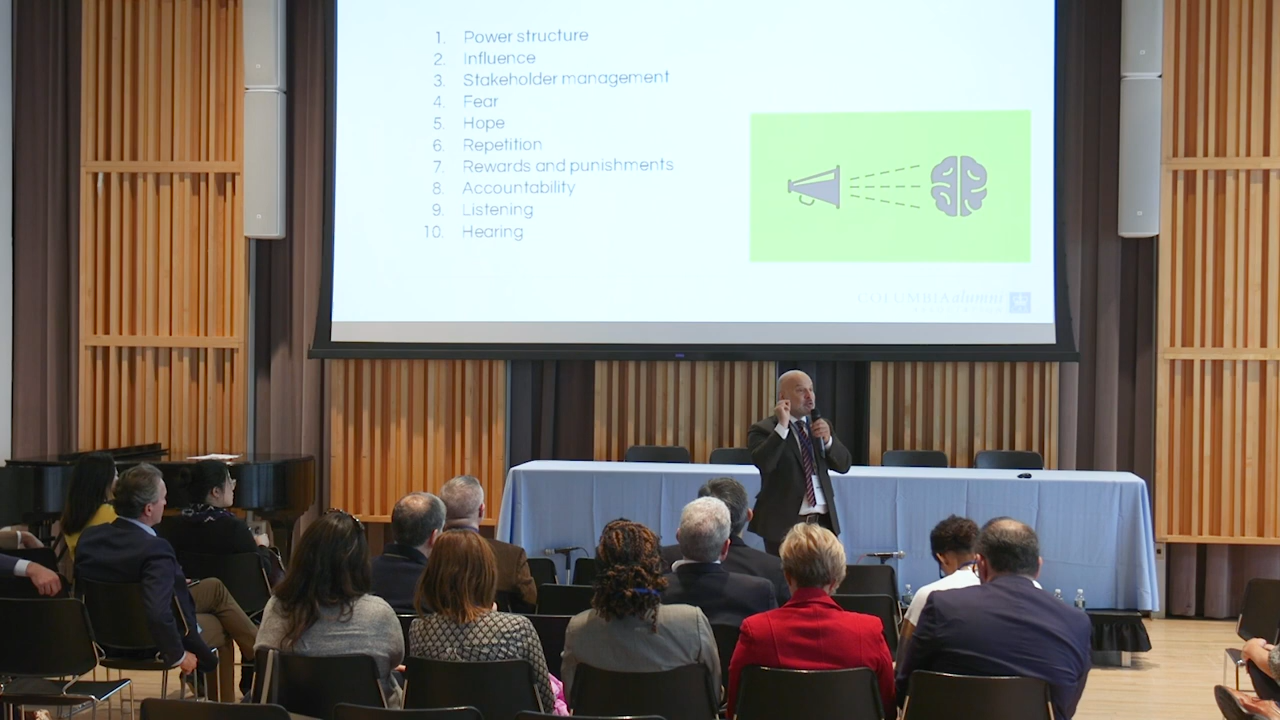 1. Power structure
2. Influence
3. Stakeholder management
4. Fear
5. Hope
6. Repetition
7. Rewards and punishments
8. Accountability
9. Listening
10. Hearing
COLUMBIA alumni